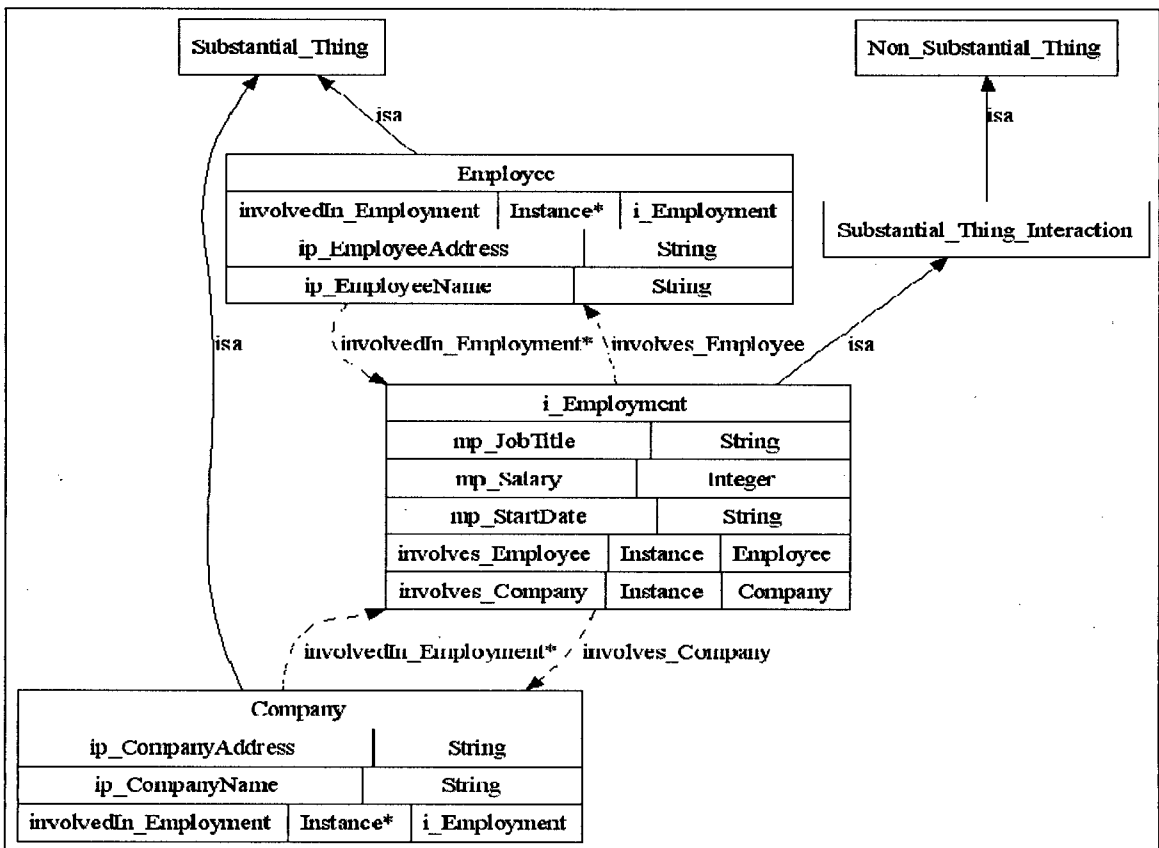 Substantial_Thing
Non_Substantial_Thing
isa
isa
Employee
involvedIn_Employment Instance* i_Employment
ip_EmployeeAddress String
ip_EmployeeName String
Substantial_Thing_Interaction
isa
involvedIn_Employment*
involves_Employee
isa
i_Employment
mp_JobTitle String
mp_Salary Integer
mp_StartDate String
involves_Employee Instance Employee
involves_Company Instance Company
involvedIn_Employment*
involves_Company
Company
ip_CompanyAddress String
ip_CompanyName String
involvedIn_Employment Instance* i_Employment